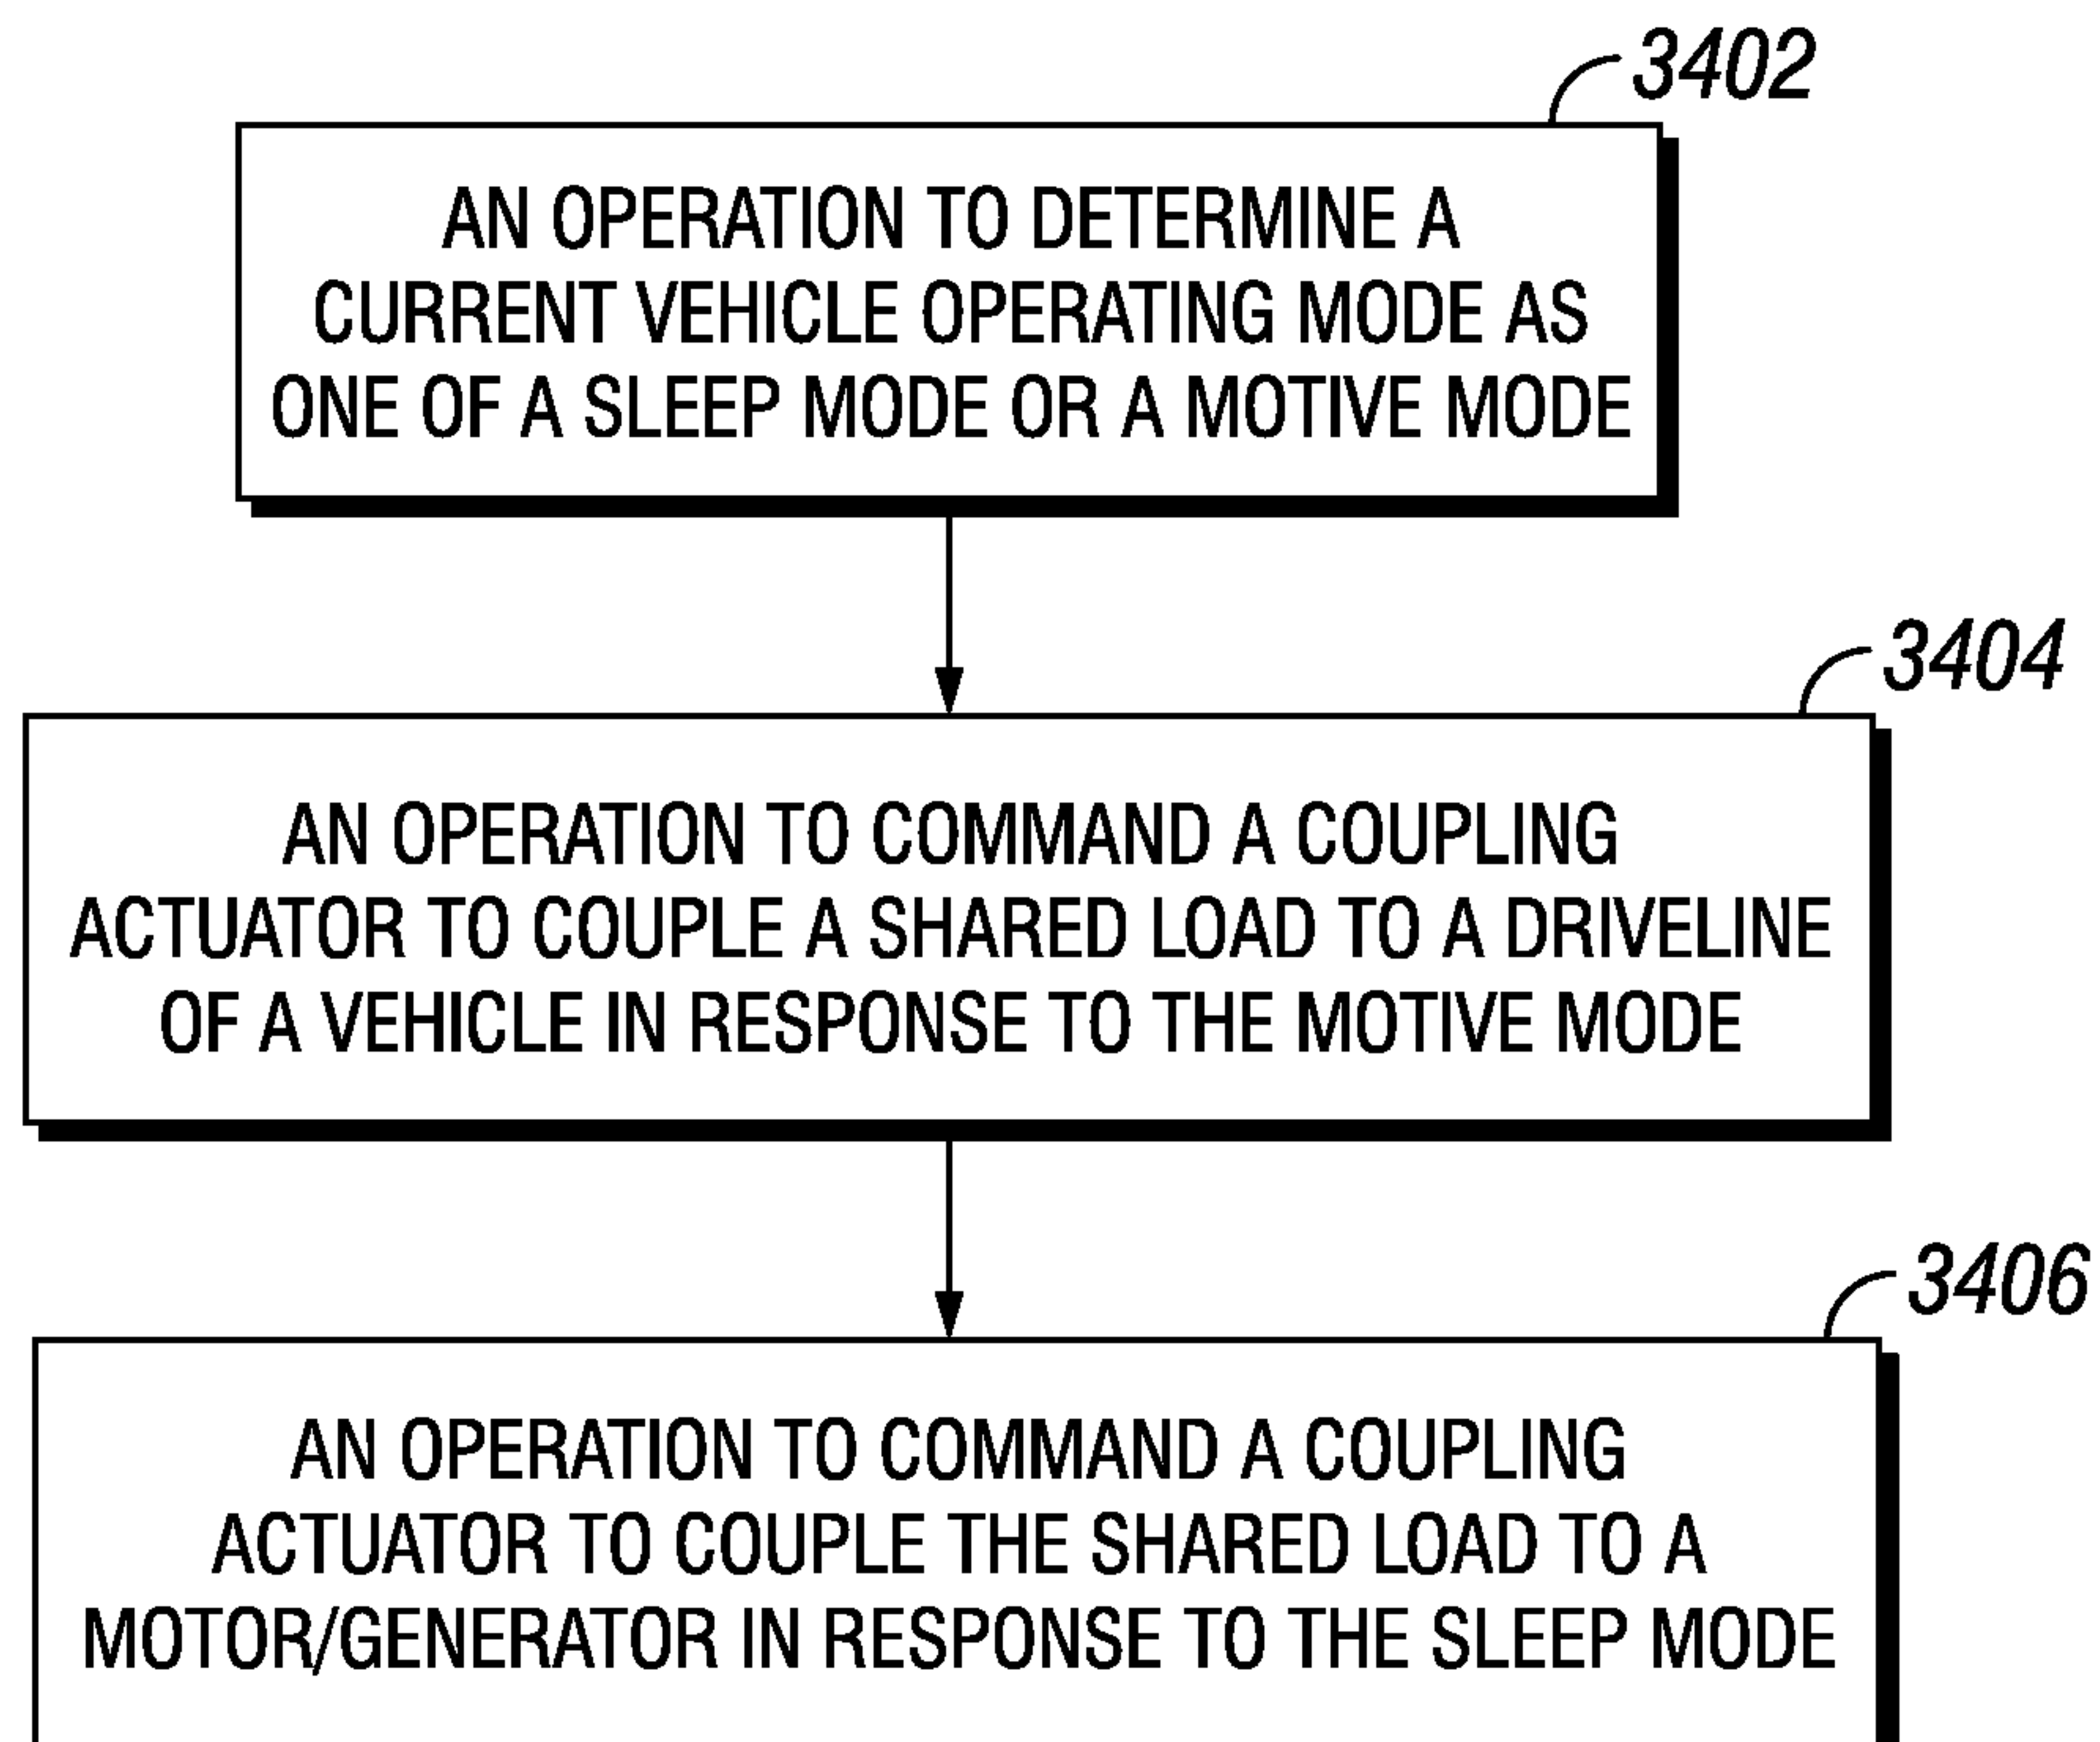 3402
AN OPERATION TO DETERMINE A
CURRENT VEHICLE OPERATING MODE AS
ONE OF A SLEEP MODE OR A MOTIVE MODE
3404
AN OPERATION TO COMMAND A COUPLING
ACTUATOR TO COUPLE A SHARED LOAD TO A DRIVELINE
OF A VEHICLE IN RESPONSE TO THE MOTIVE MODE
3406
AN OPERATION TO COMMAND A COUPLING
ACTUATOR TO COUPLE THE SHARED LOAD TO A
MOTOR/GENERATOR IN RESPONSE TO THE SLEEP MODE